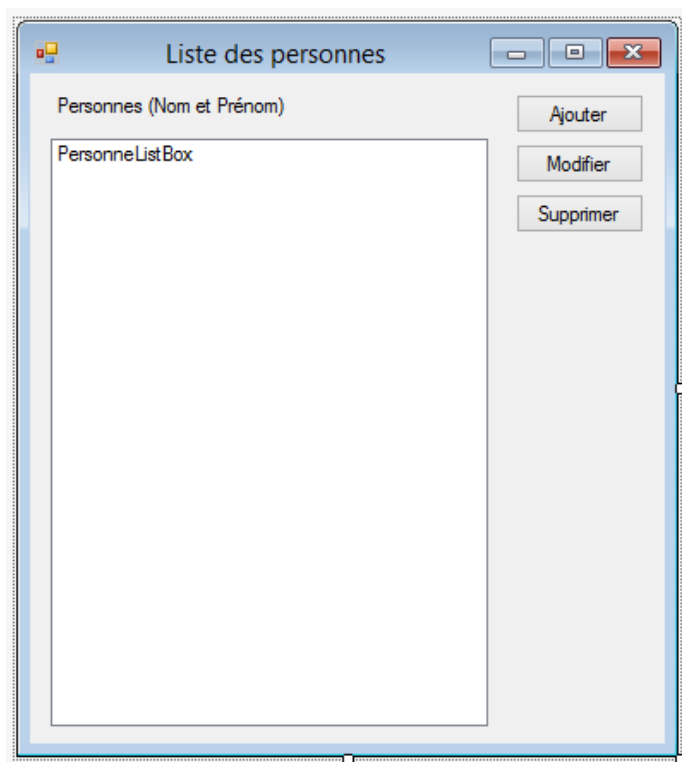 Liste des personnes
Personnes (Nom et Prénom)
Ajouter
PersonneListBox
Modifier
Supprimer